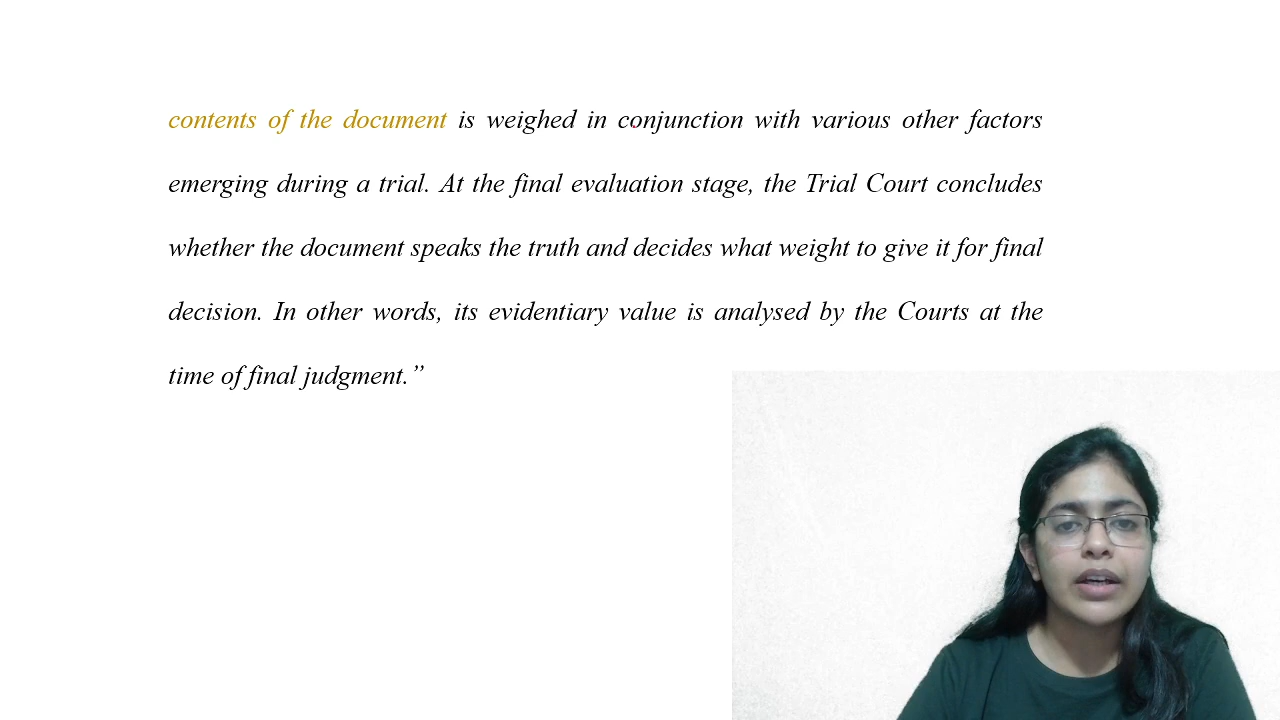 contents of the document is weighed in conjunction with various other factors
emerging during a trial. At the final evaluation stage, the Trial Court concludes
whether the document speaks the truth and decides what weight to give it for final
decision. In other words, its evidentiary value is analysed by the Courts at the
time of final judgment.”